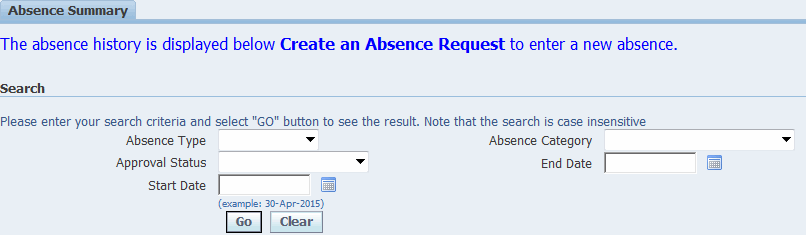 Absence Summary
The absence history is displayed below Create an Absence Request to enter a new absence.
Search
Please enter your search criteria and select "GO" button to see the result. Note that the search is case insensitive
Absence Type Absence Category
Approval Status End Date
Start Date
(example: 30-Apr-2015)
Go Clear